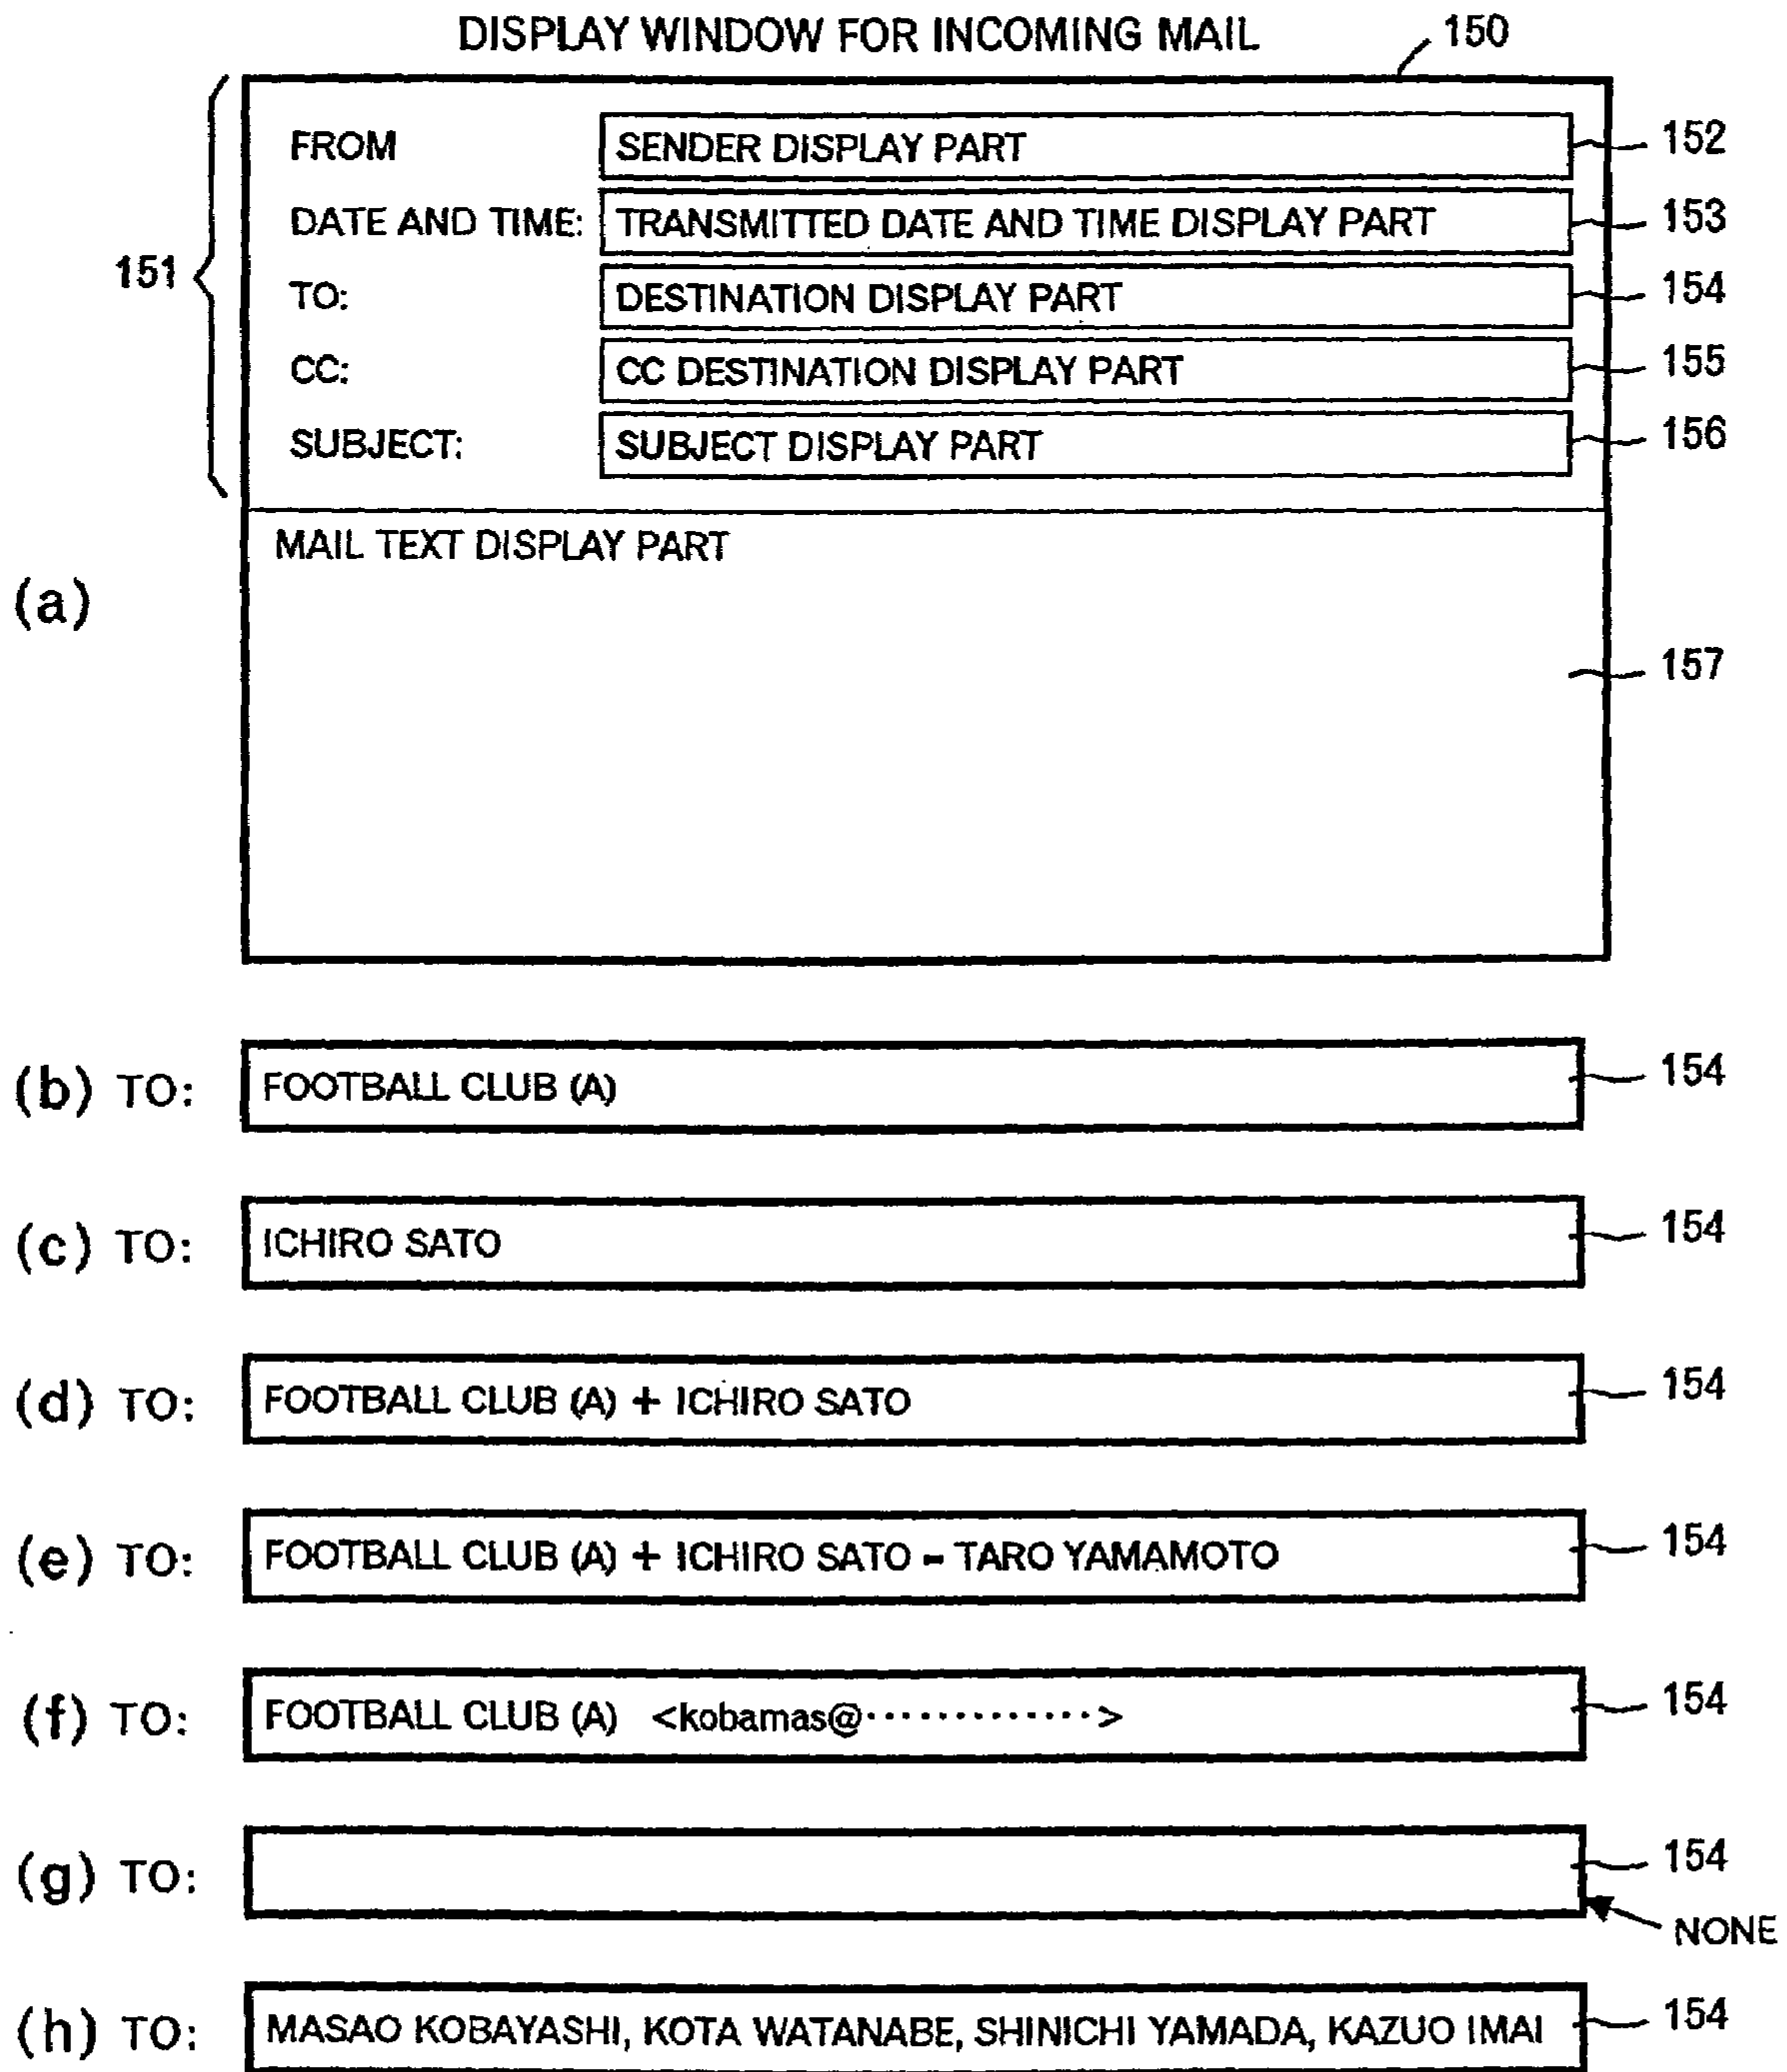 DISPLAY WINDOW FOR INCOMING MAIL
150
151
FROM SENDER DISPLAY PART 152
DATE AND TIME: TRANSMITTED DATE AND TIME DISPLAY PART 153
TO: DESTINATION DISPLAY PART 154
CC: CC DESTINATION DISPLAY PART 155
SUBJECT: SUBJECT DISPLAY PART 156
MAIL TEXT DISPLAY PART
(a)
157
(b) TO: FOOTBALL CLUB (A) 154
(c) TO: ICHIRO SATO 154
(d) TO: FOOTBALL CLUB (A) + ICHIRO SATO 154
(e) TO: FOOTBALL CLUB (A) + ICHIRO SATO - TARO YAMAMOTO 154
(f) TO: FOOTBALL CLUB (A) <kobamas@··············> 154
(g) TO: 154
NONE
(h) TO: MASAO KOBAYASHI, KOTA WATANABE, SHINICHI YAMADA, KAZUO IMAI 154